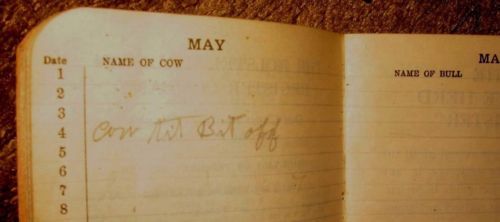 MAY
Date NAME OF COW
1
2
3
4 Cow tit Bit off
5
6
7
8
MA
NAME OF BULL